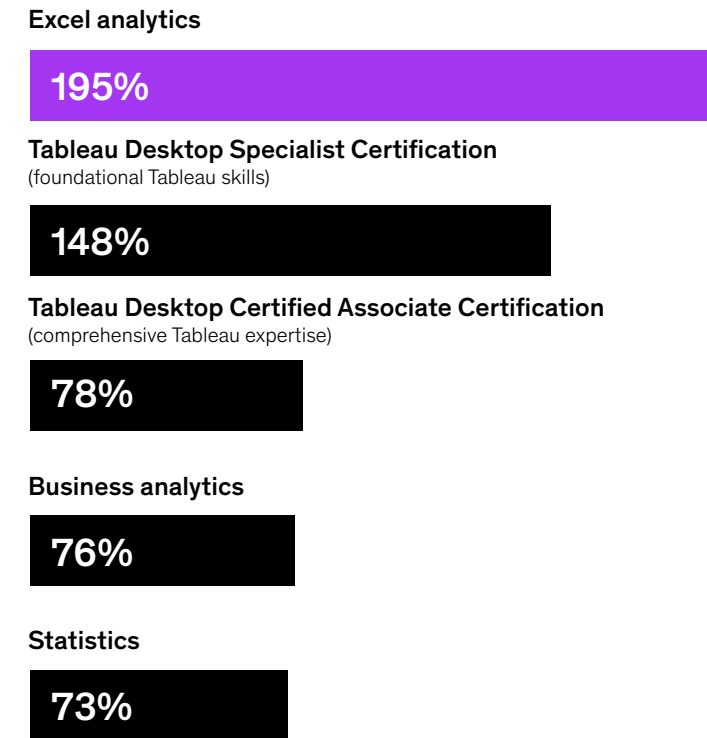 Excel analytics
195%
Tableau Desktop Specialist Certification
(foundational Tableau skills)
148%
Tableau Desktop Certified Associate Certification
(comprehensive Tableau expertise)
78%
Business analytics
76%
Statistics
73%